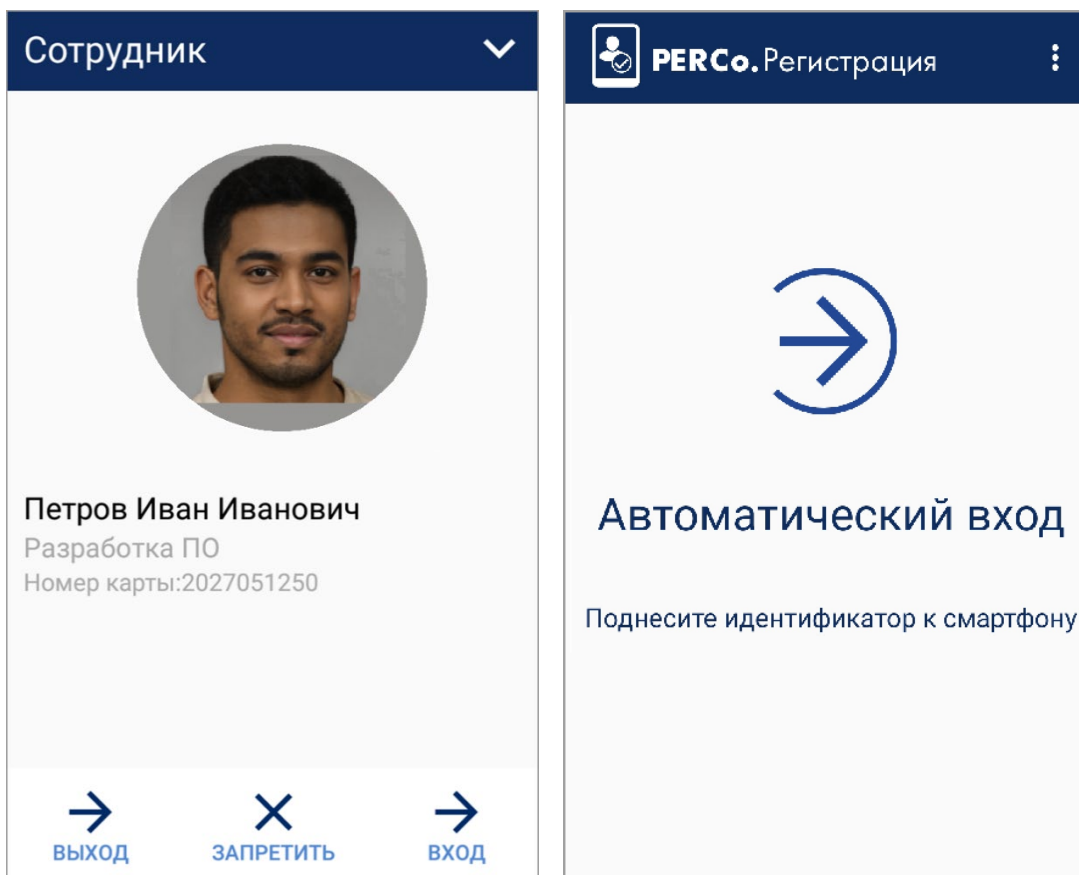 Сотрудник
Петров Иван Иванович
Разработка ПО
Номер карты:2027051250
ВЫХОД
ЗАПРЕТИТЬ
ВХОД
PERCo.Регистрация
Автоматический вход
Поднесите идентификатор к смартфону